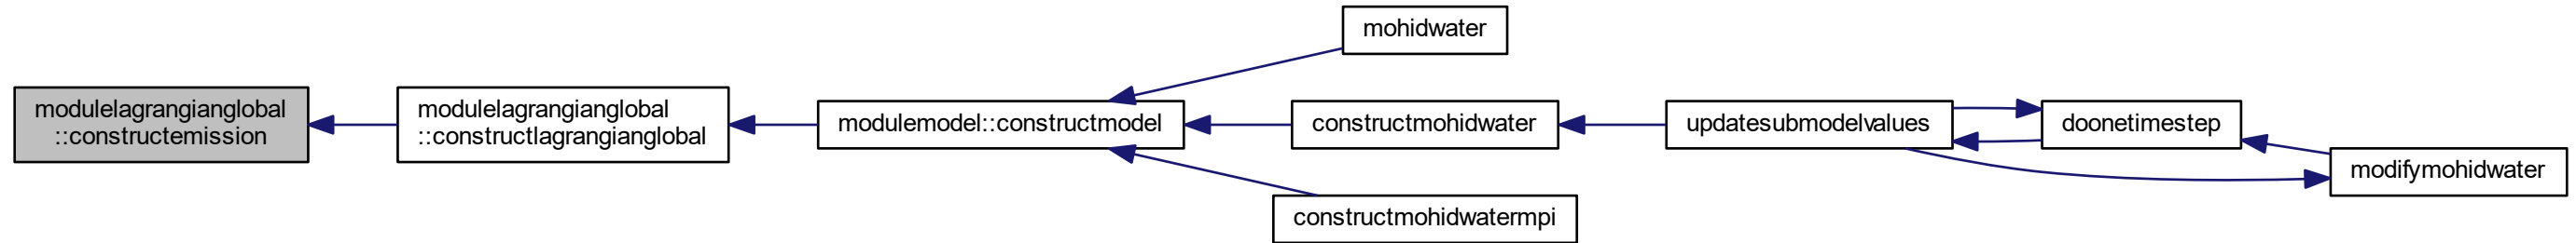 modulelagrangianglobal
::constructemission
modulelagrangianglobal
::constructlagrangianglobal
modulemodel::constructmodel
mohidwater
constructmohidwater
constructmohidwatermpi
updatesubmodelvalues
doonetimestep
modifymohidwater